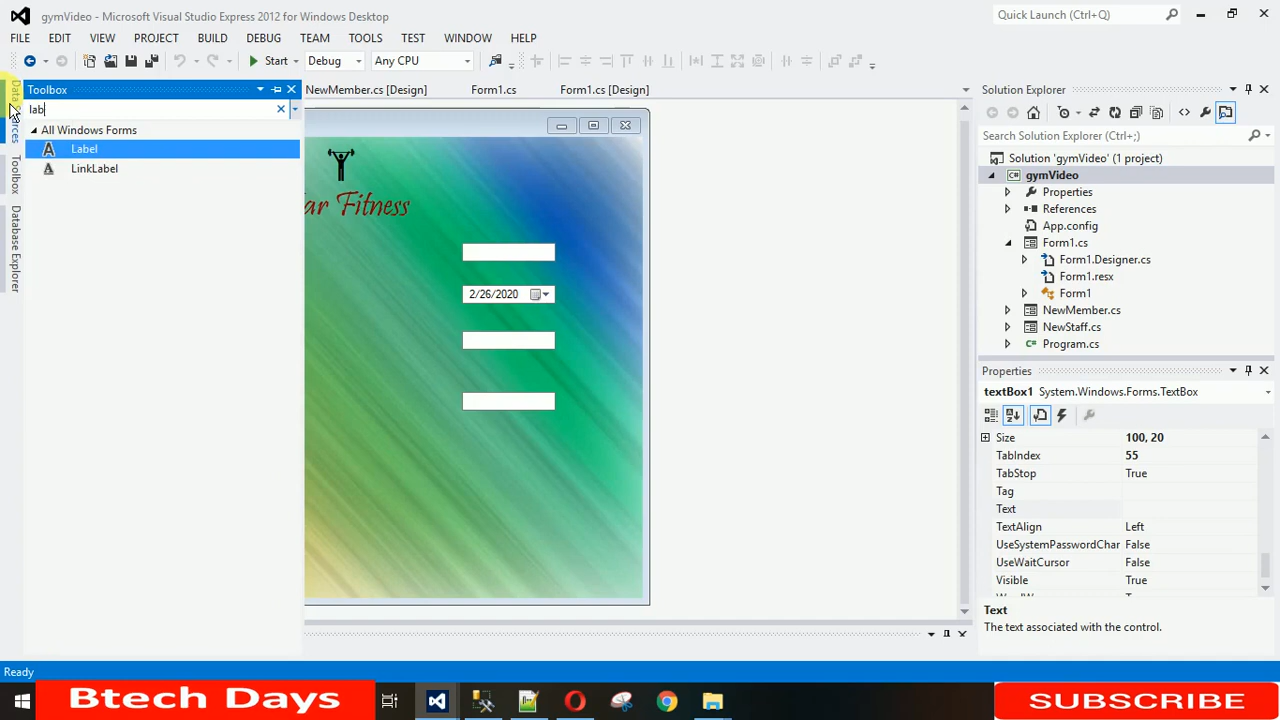 gymVideo - Microsoft Visual Studio Express 2012 for Windows Desktop
Quick Launch (Ctrl+Q)
FILE EDIT VIEW PROJECT BUILD DEBUG TEAM TOOLS TEST WINDOW HELP
Start Debug Any CPU
Toolbox
NewMember.cs [Design] Form1.cs Form1.cs [Design]
Solution Explorer
lab
Search Solution Explorer (Ctrl+;)
All Windows Forms
Label
LinkLabel
Toolbox
Database Explorer
Fitness
2/26/2020
Solution 'gymVideo' (1 project)
gymVideo
Properties
References
App.config
Form1.cs
Form1.Designer.cs
Form1.resx
Form1
NewMember.cs
NewStaff.cs
Program.cs
Properties
textBox1 System.Windows.Forms.TextBox
Size 100, 20
TabIndex 55
TabStop True
Tag
Text
TextAlign Left
UseSystemPasswordChar False
UseWaitCursor False
Visible True
Text
The text associated with the control.
Ready
Btech Days
SUBSCRIBE